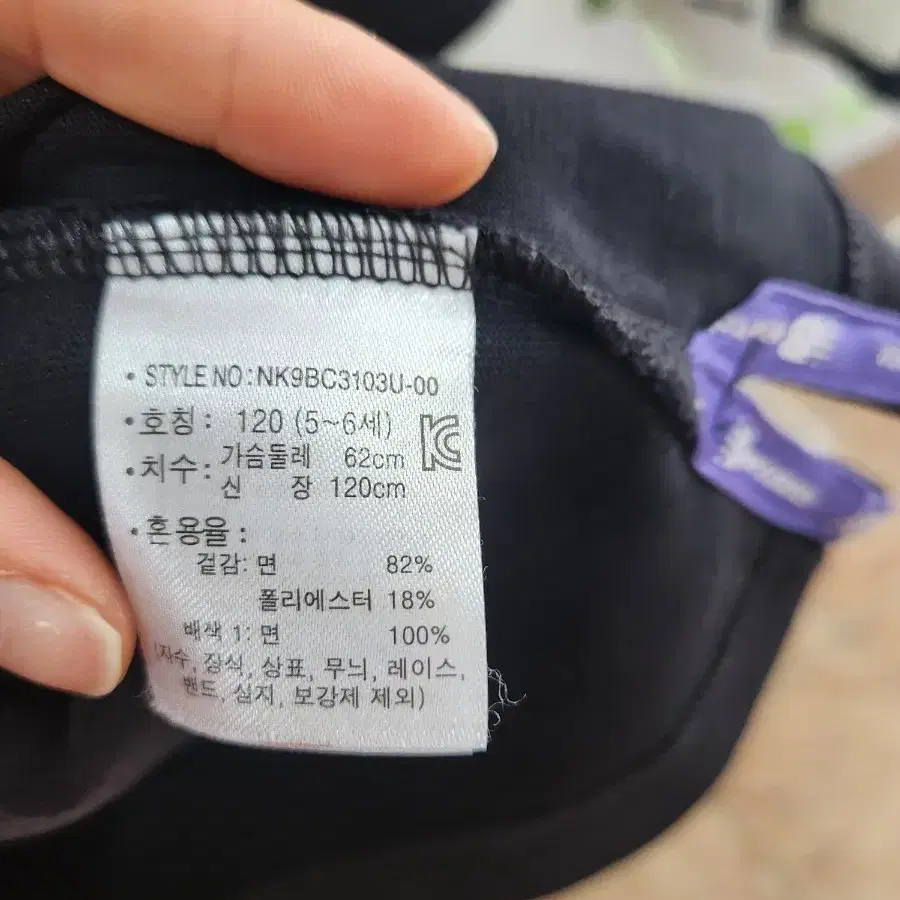 • STYLE NO:NK9BC3103U-00
• 호칭: 120 (5~6세)
• 치수: 가슴둘레 62cm
신 장 120cm
• 혼용율:
겉감: 면 82%
폴리에스터 18%
배색 1: 면 100%
(자수, 장식, 상표, 무늬, 레이스,
밴드, 심지, 보강제 제외)